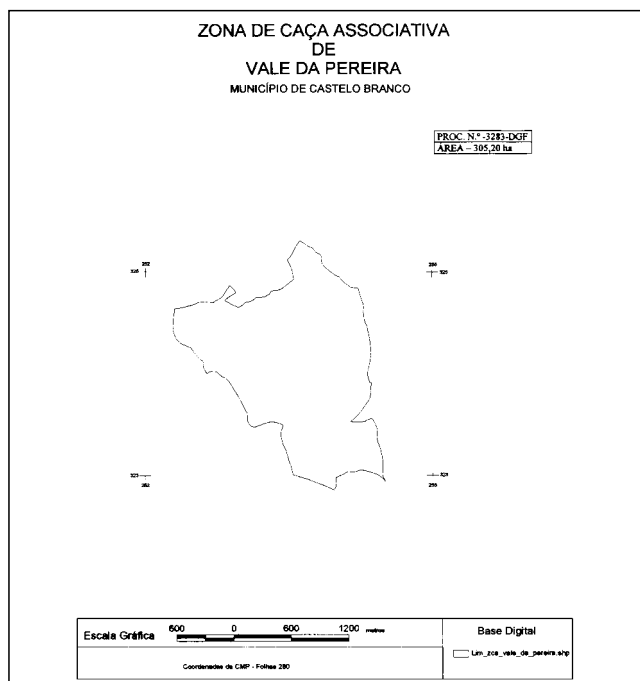 ZONA DE CAÇA ASSOCIATIVA
DE
VALE DA PEREIRA
MUNICÍPIO DE CASTELO BRANCO
PROC. N.º -3283-DGF
ÁREA – 305,20 ha
Escala Gráfica
600 0 600 1200 metros
Coordenadas da CMP - Folhas 280
Base Digital
Lim_zca_vale_da_pereira.shp